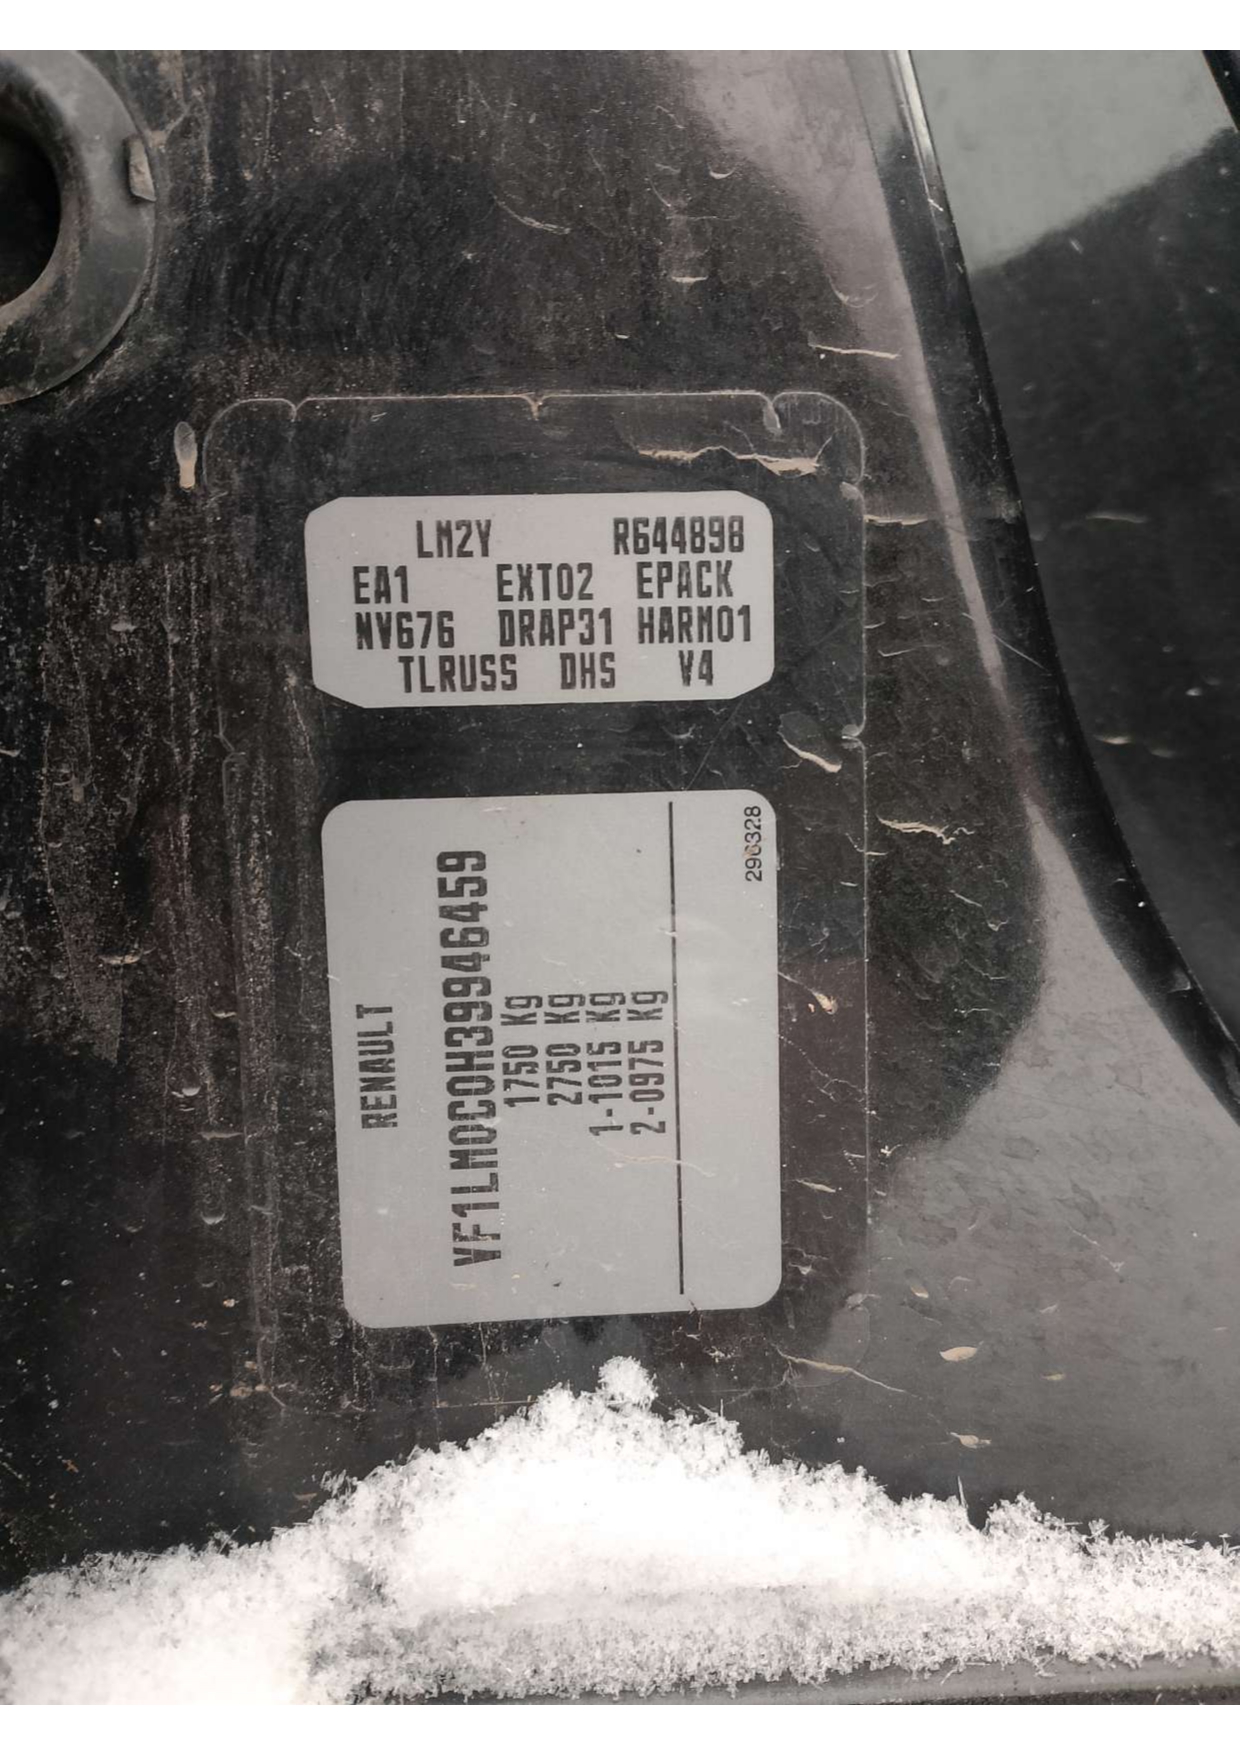 LM2Y R644898
EA1 EXT02 EPACK
NV676 DRAP31 HARM01
TLRUSS DHS V4
RENAULT
VF1LM0C0H39946459
1750 Kg
2750 Kg
1-1015 Kg
2-0975 Kg